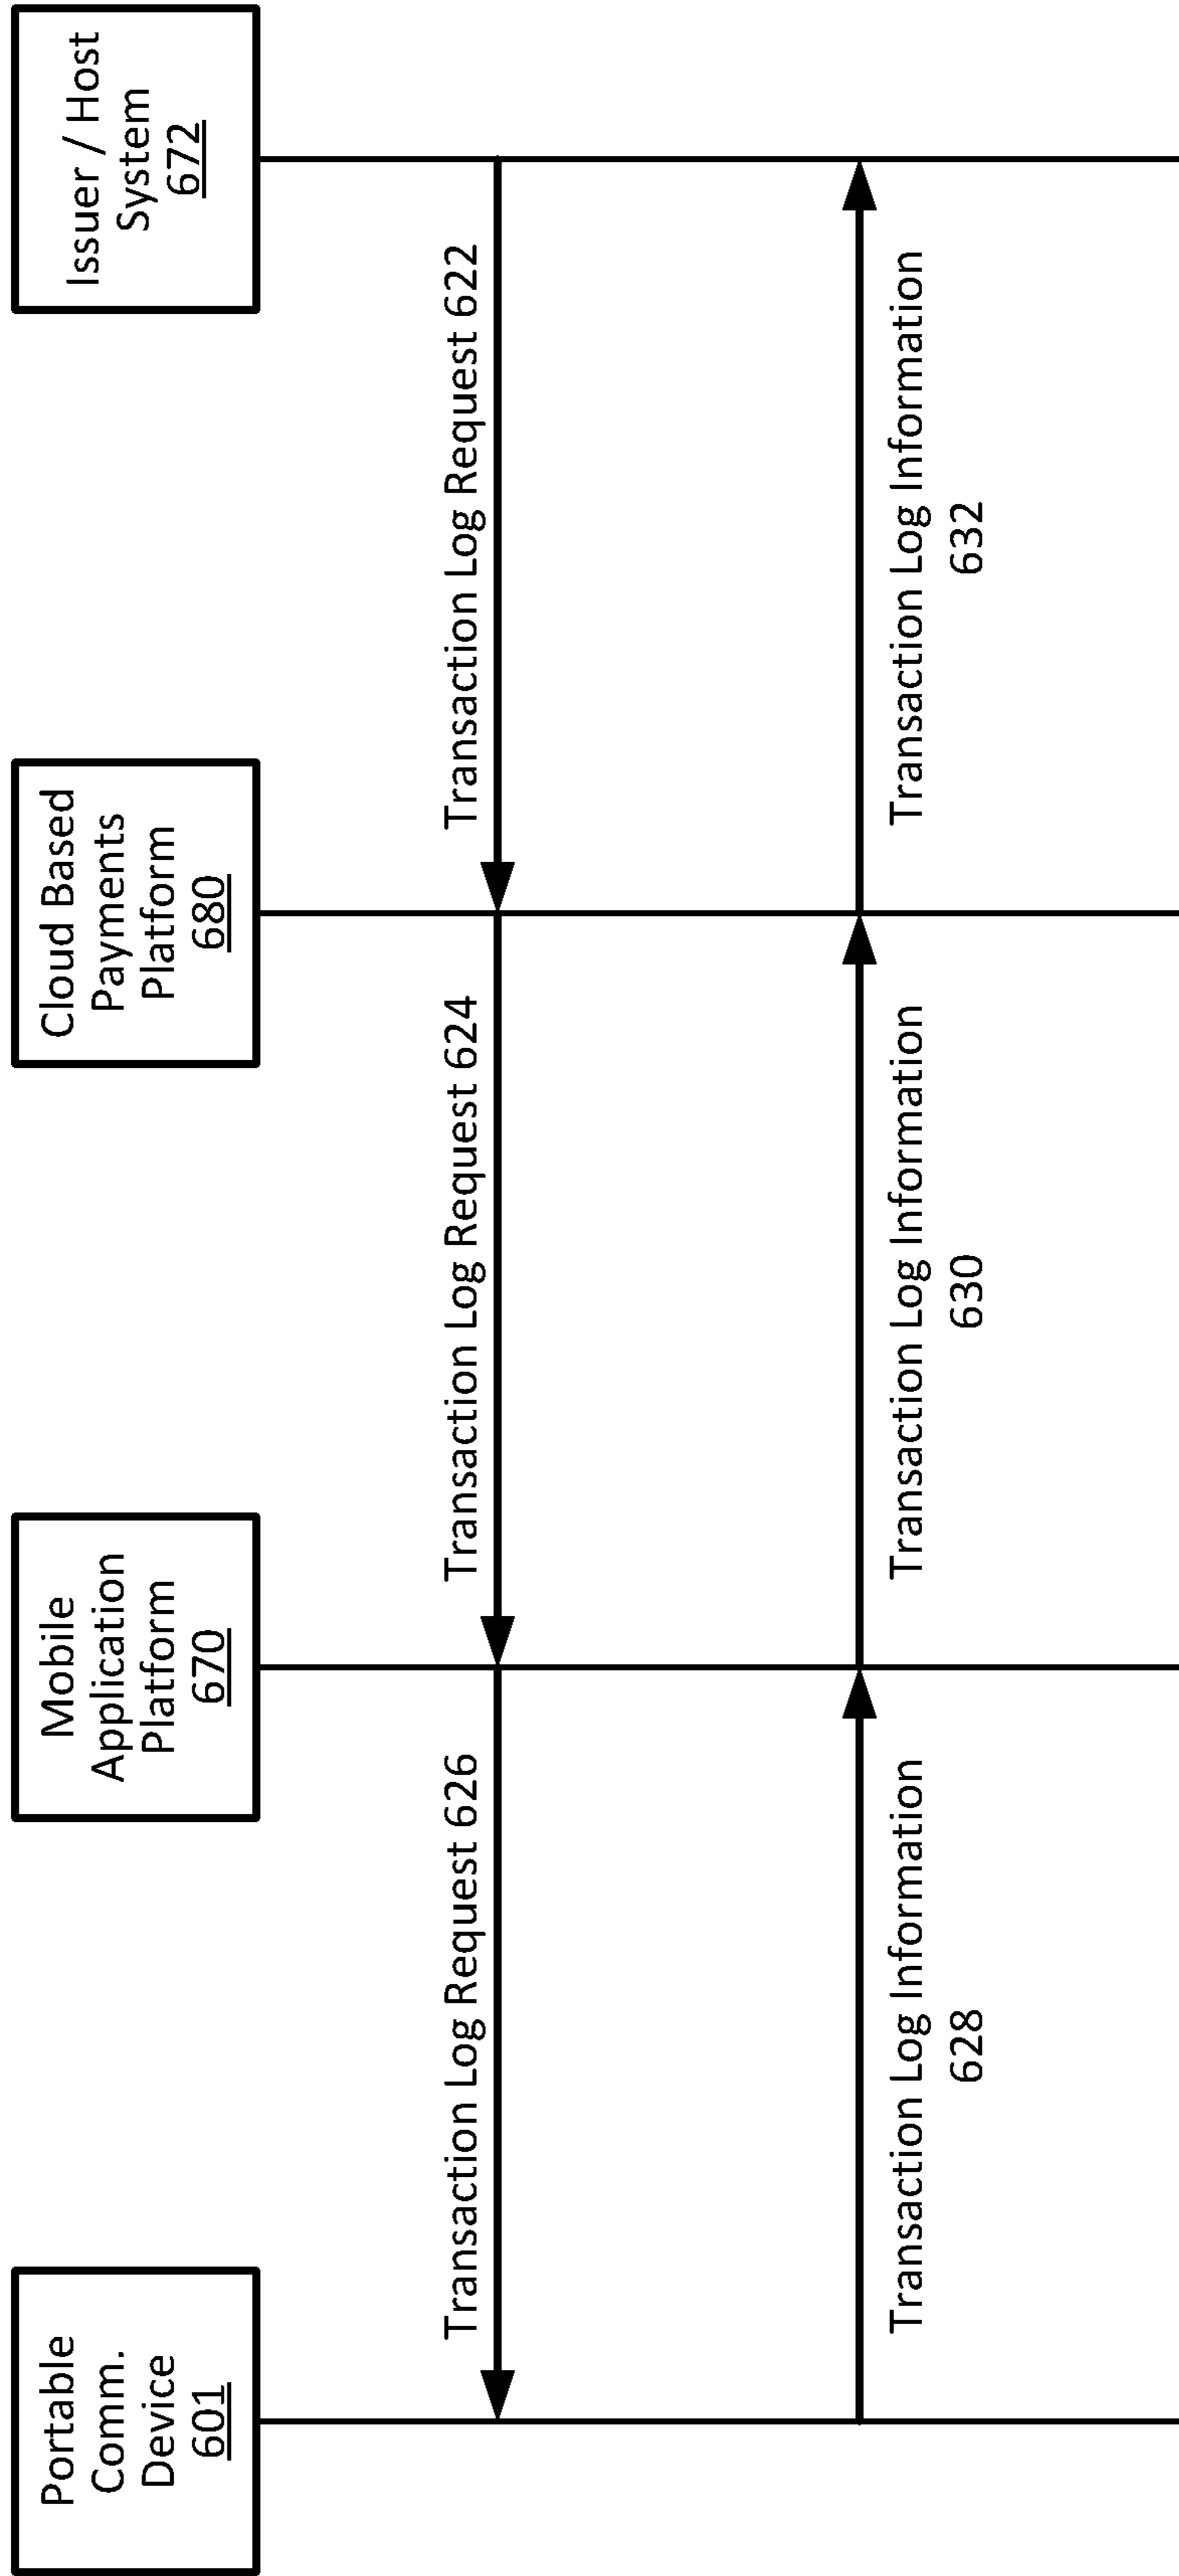 Portable
Comm.
Device
601
Mobile
Application
Platform
670
Cloud Based
Payments
Platform
680
Issuer / Host
System
672
Transaction Log Request 626
Transaction Log Request 624
Transaction Log Request 622
Transaction Log Information
628
Transaction Log Information
630
Transaction Log Information
632